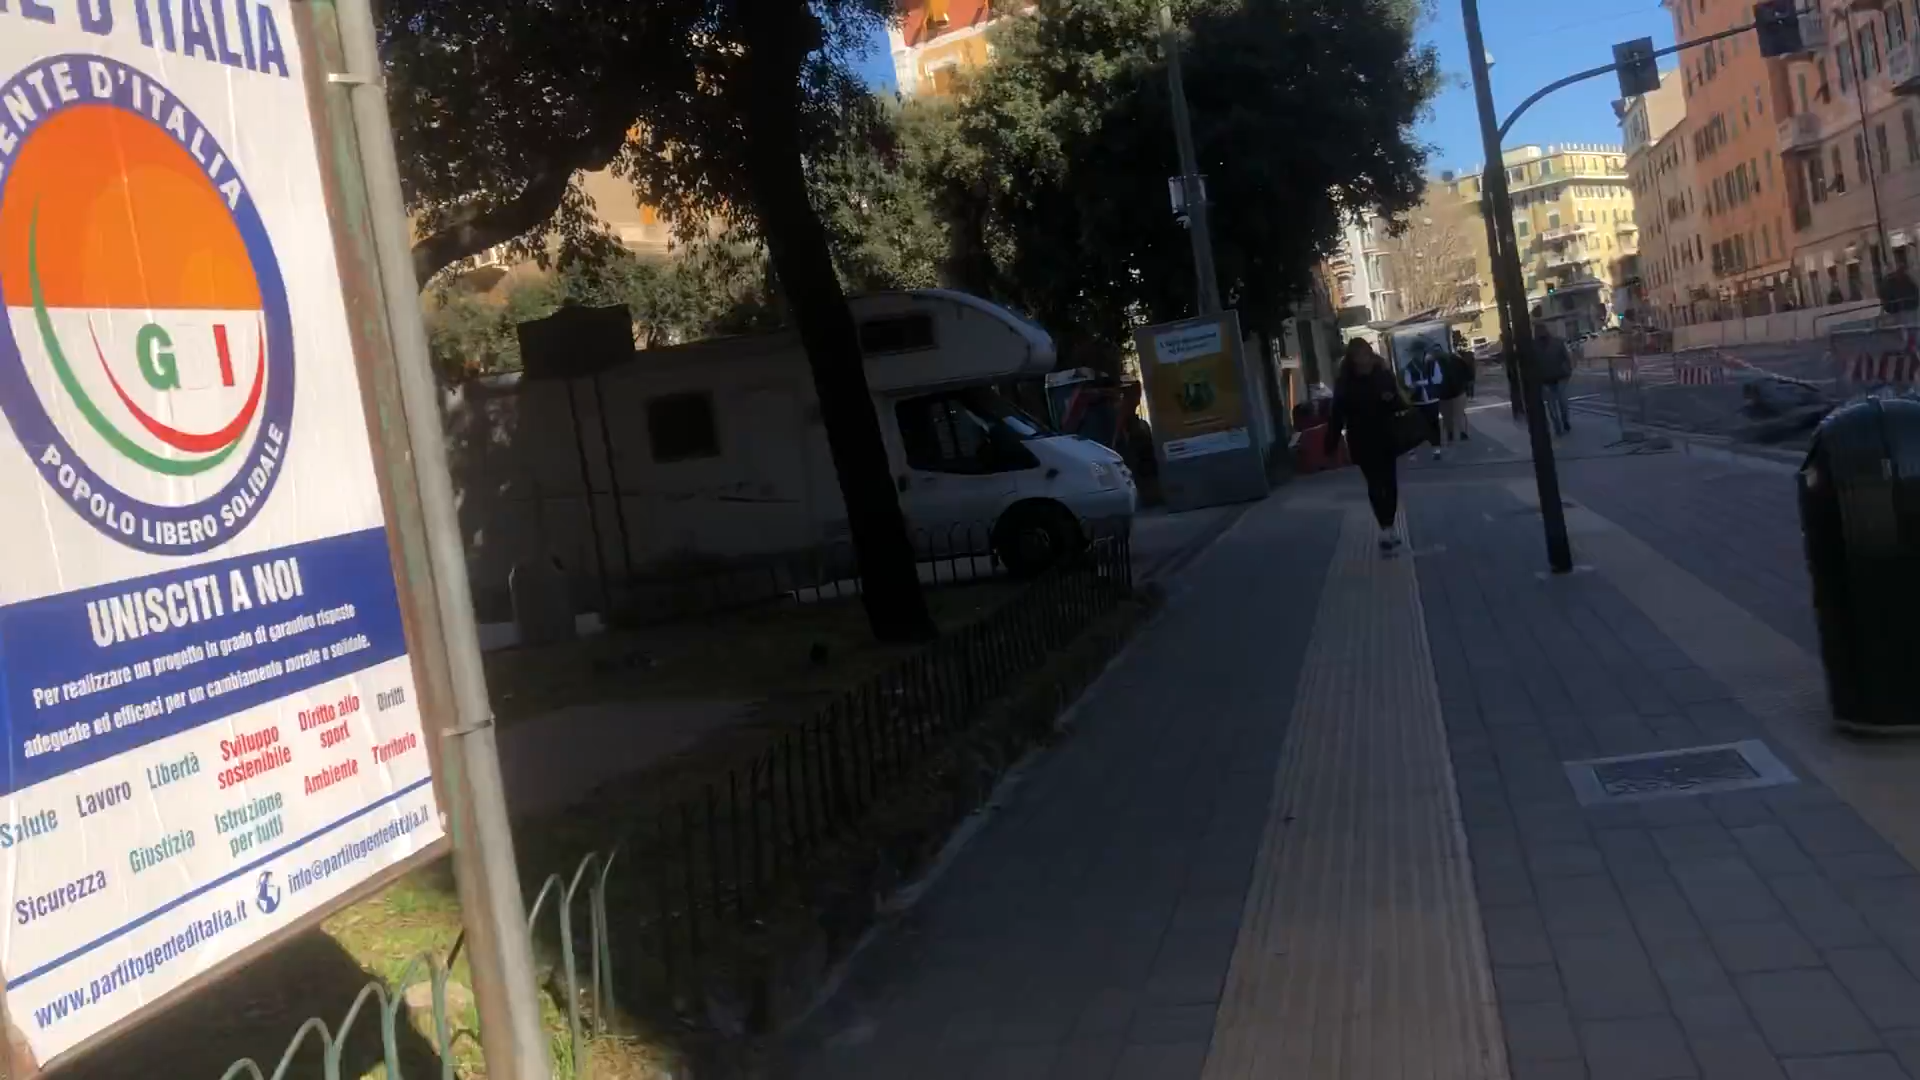 E D'ITALIA
ENTE D'ITALIA
G I
POPOLO LIBERO SOLIDALE
UNISCITI A NOI
Per realizzare un progetto in grado di garantire risposte
adeguate ed efficaci per un cambiamento morale e solidale.
Salute Lavoro Libertà Sviluppo sostenibile Diritto allo sport Diritti
Sicurezza Giustizia Istruzione per tutti Ambiente Territorio
www.partitogenteditalia.it info@partitogenteditalia.it